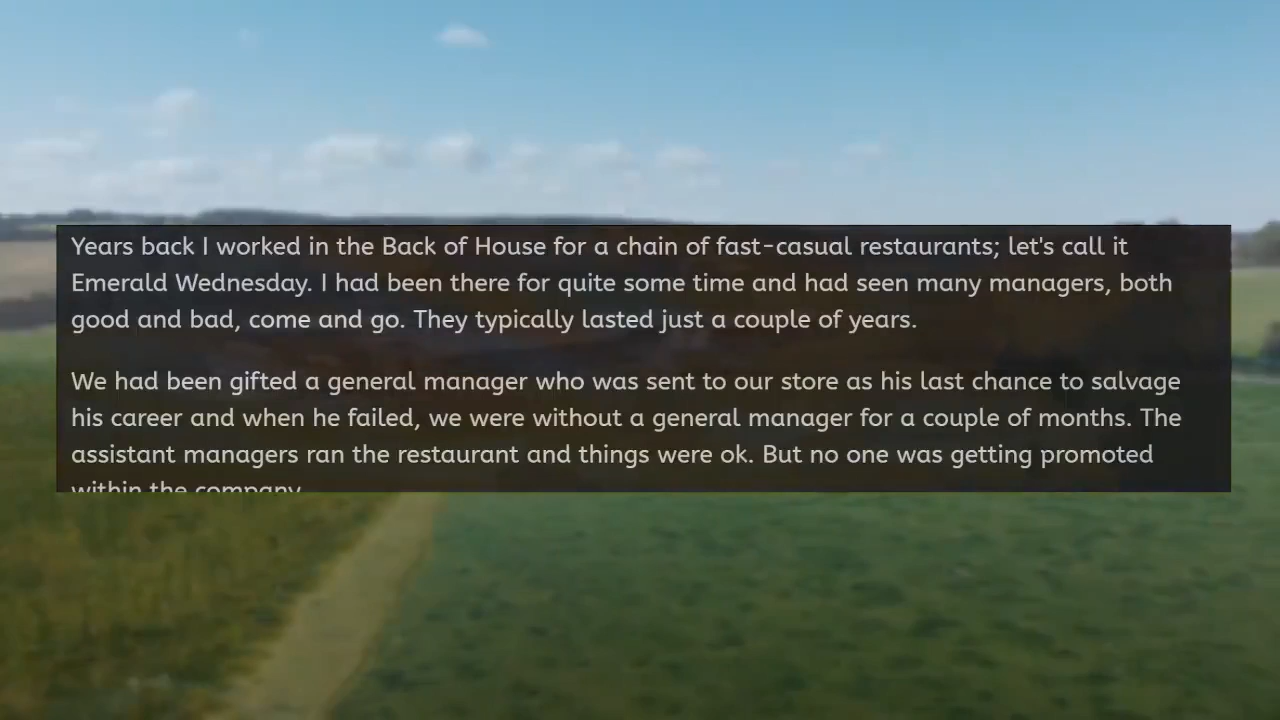 Years back I worked in the Back of House for a chain of fast-casual restaurants; let's call it
Emerald Wednesday. I had been there for quite some time and had seen many managers, both
good and bad, come and go. They typically lasted just a couple of years.
We had been gifted a general manager who was sent to our store as his last chance to salvage
his career and when he failed, we were without a general manager for a couple of months. The
assistant managers ran the restaurant and things were ok. But no one was getting promoted
within the company.